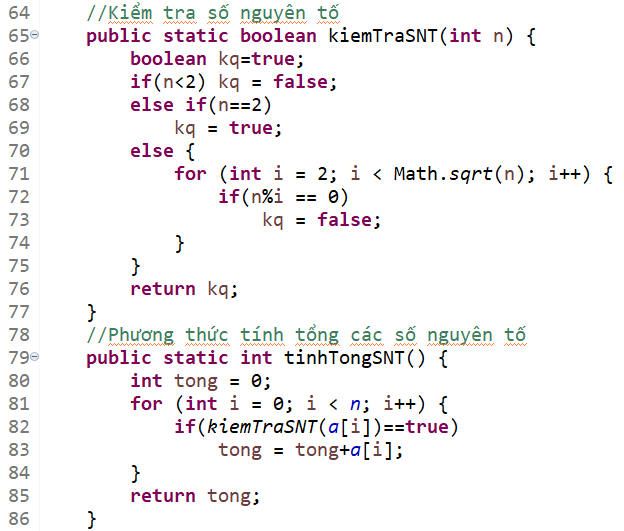 64 //Kiểm tra số nguyên tố
65 public static boolean kiemTraSNT(int n) {
66 boolean kq=true;
67 if(n<2) kq = false;
68 else if(n==2)
69 kq = true;
70 else {
71 for (int i = 2; i < Math.sqrt(n); i++) {
72 if(n%i == 0)
73 kq = false;
74 }
75 }
76 return kq;
77 }
78 //Phương thức tính tổng các số nguyên tố
79 public static int tinhTongSNT() {
80 int tong = 0;
81 for (int i = 0; i < n; i++) {
82 if(kiemTraSNT(a[i])==true)
83 tong = tong+a[i];
84 }
85 return tong;
86 }